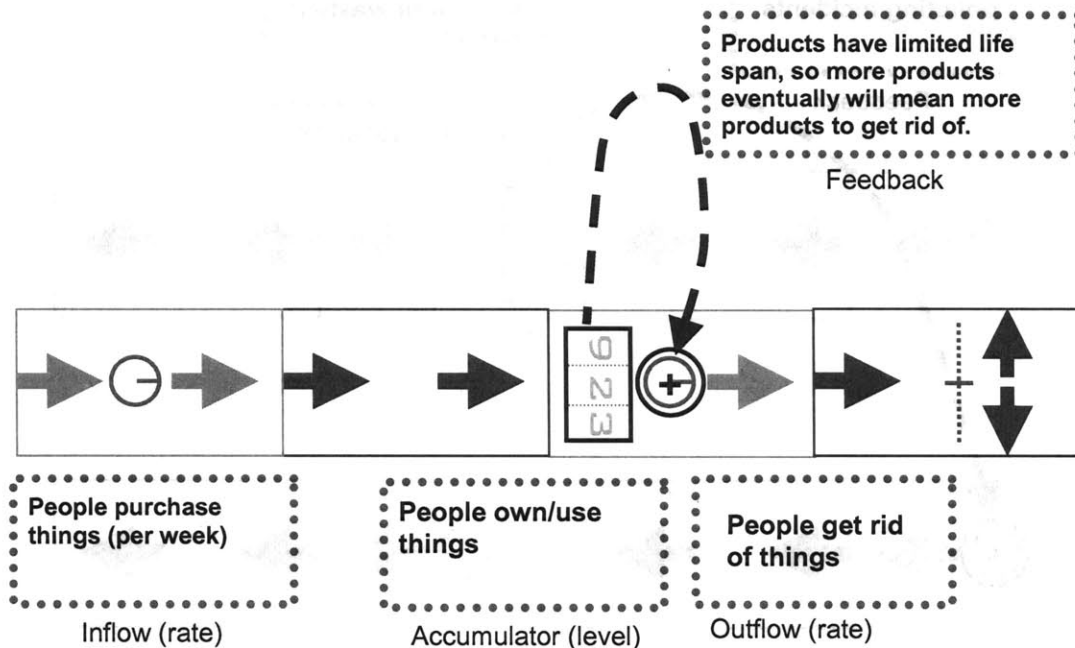 Products have limited life
span, so more products
eventually will mean more
products to get rid of.
Feedback
9
2
3
People purchase
things (per week)
People own/use
things
People get rid
of things
Inflow (rate)
Accumulator (level)
Outflow (rate)